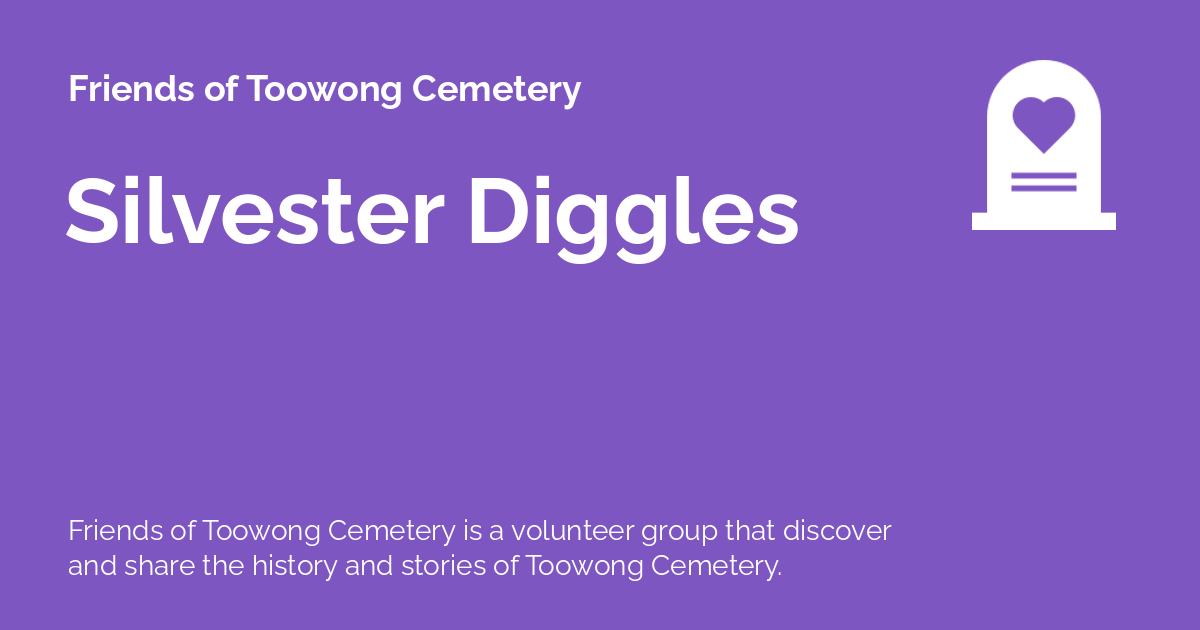 Friends of Toowong Cemetery
Silvester Diggles
Friends of Toowong Cemetery is a volunteer group that discover
and share the history and stories of Toowong Cemetery.